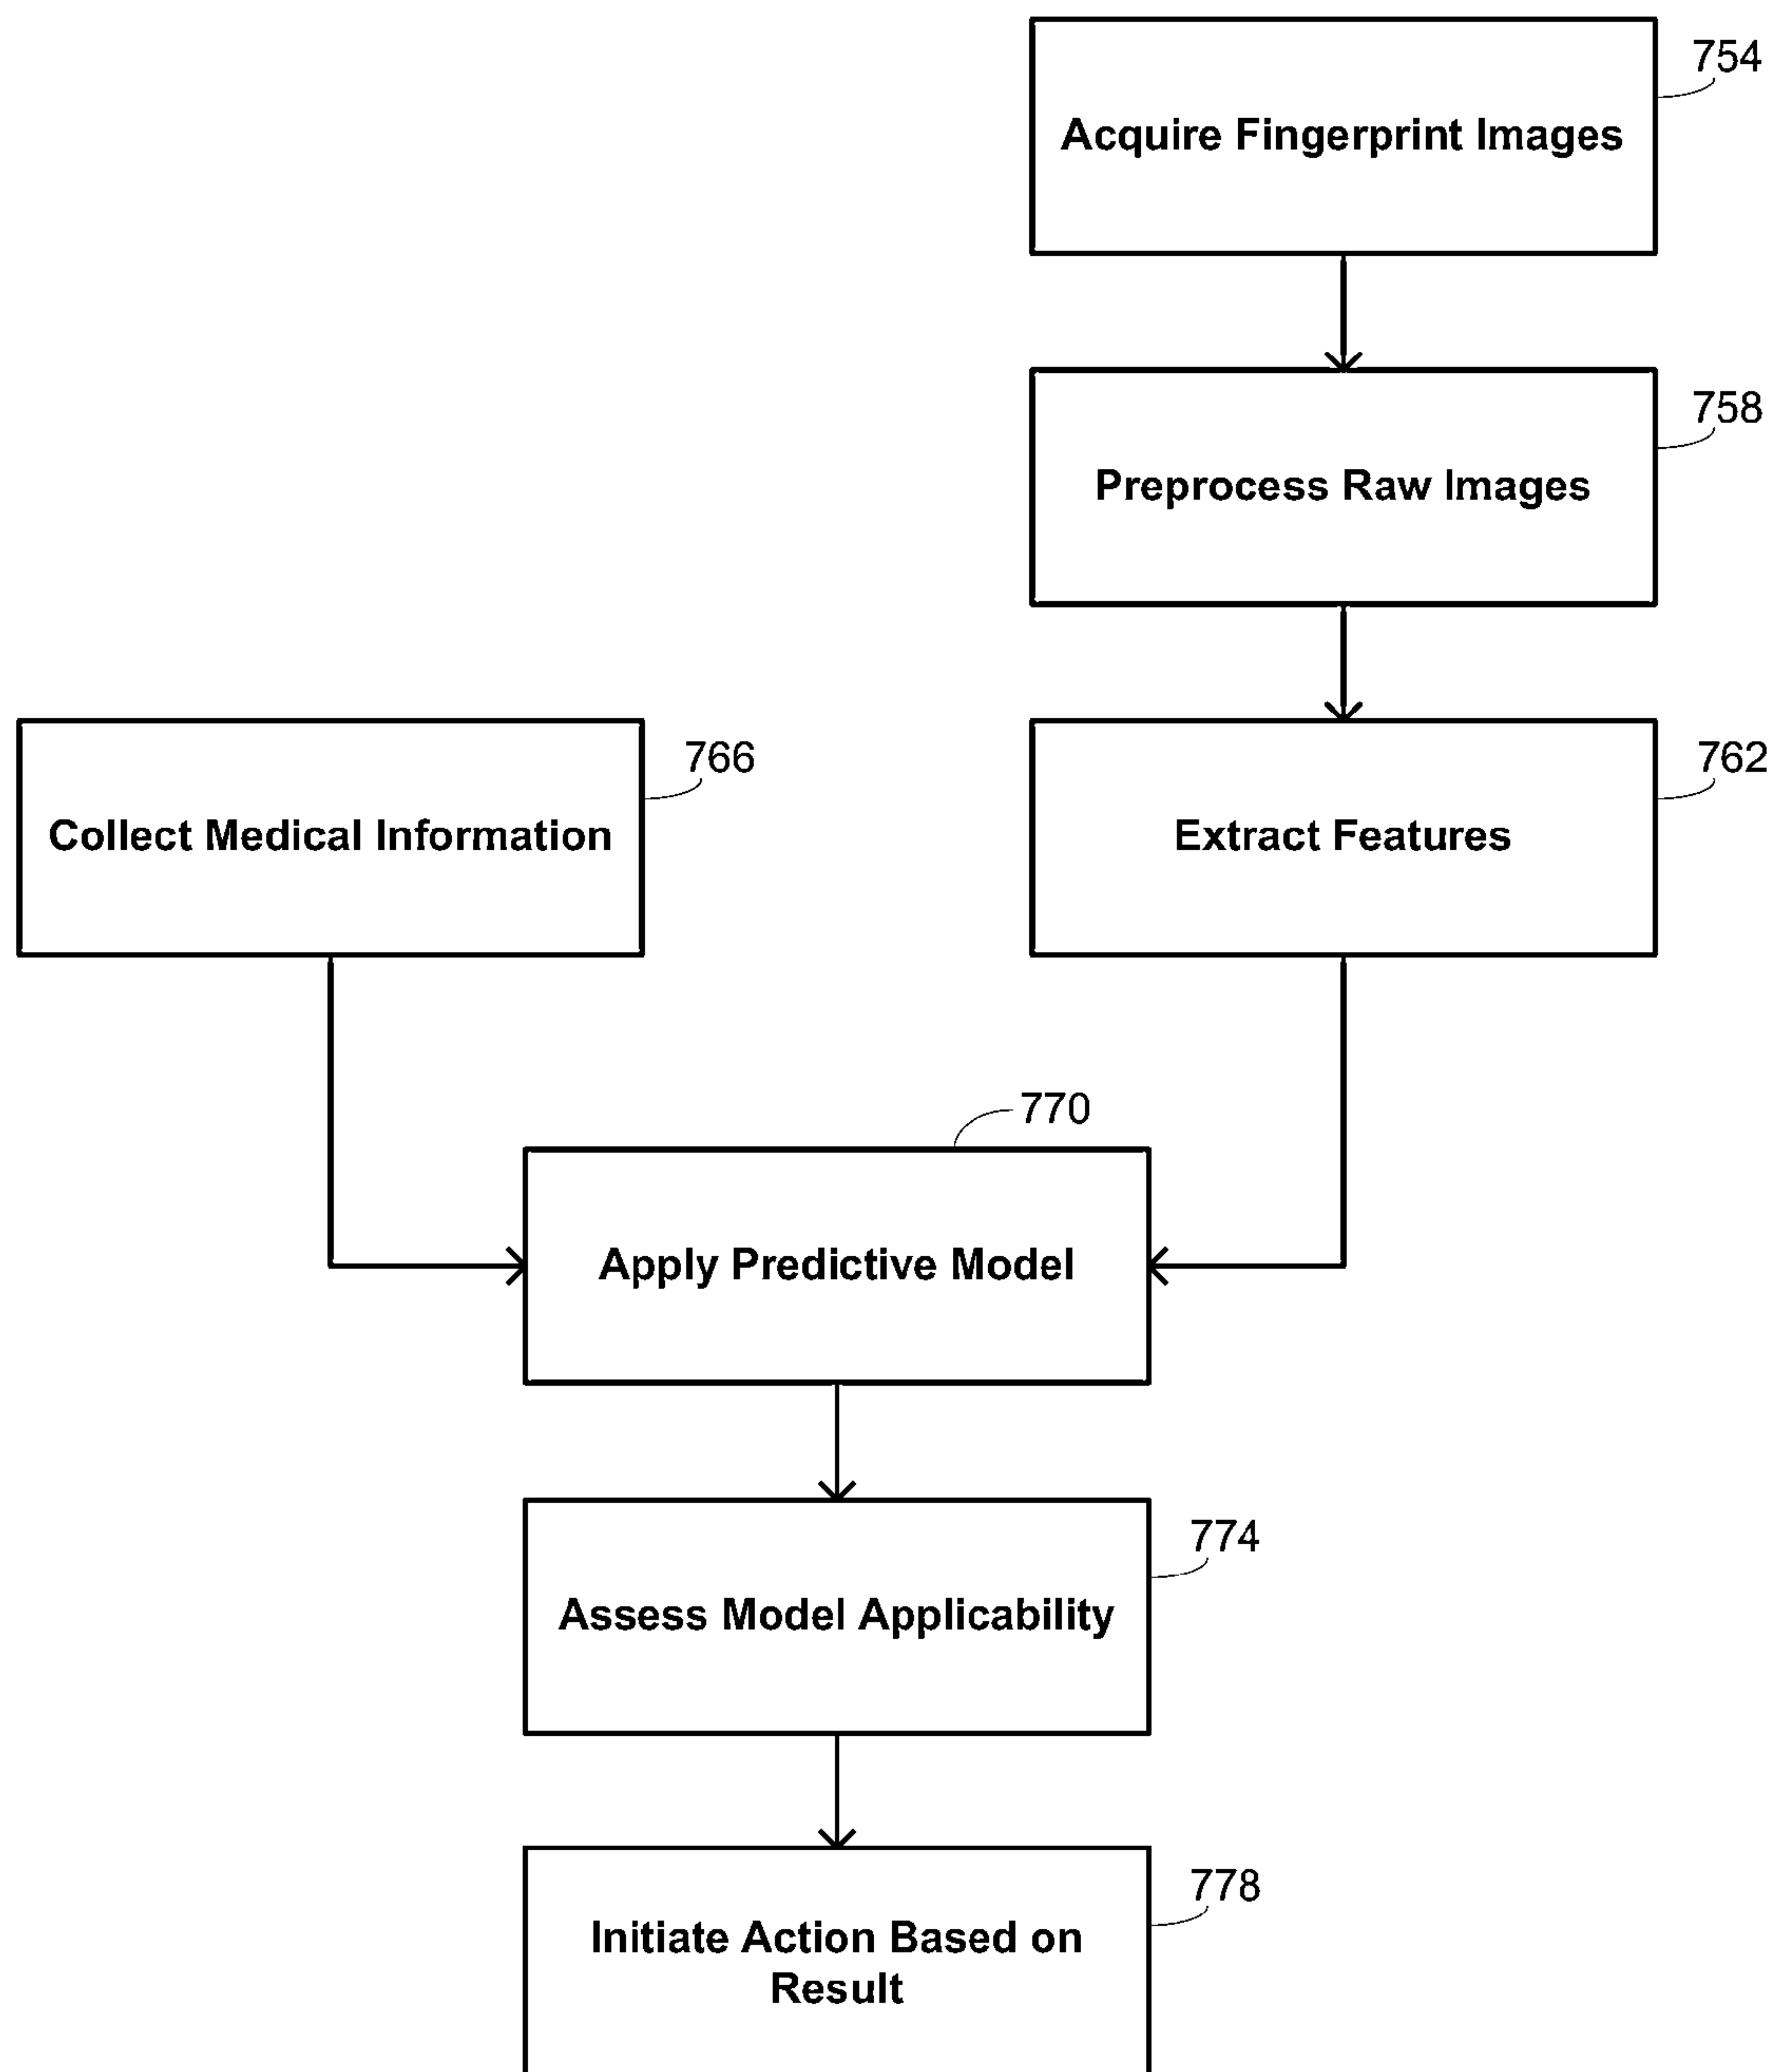 754
Acquire Fingerprint Images
758
Preprocess Raw Images
766
762
Collect Medical Information
Extract Features
770
Apply Predictive Model
774
Assess Model Applicability
778
Initiate Action Based on
Result